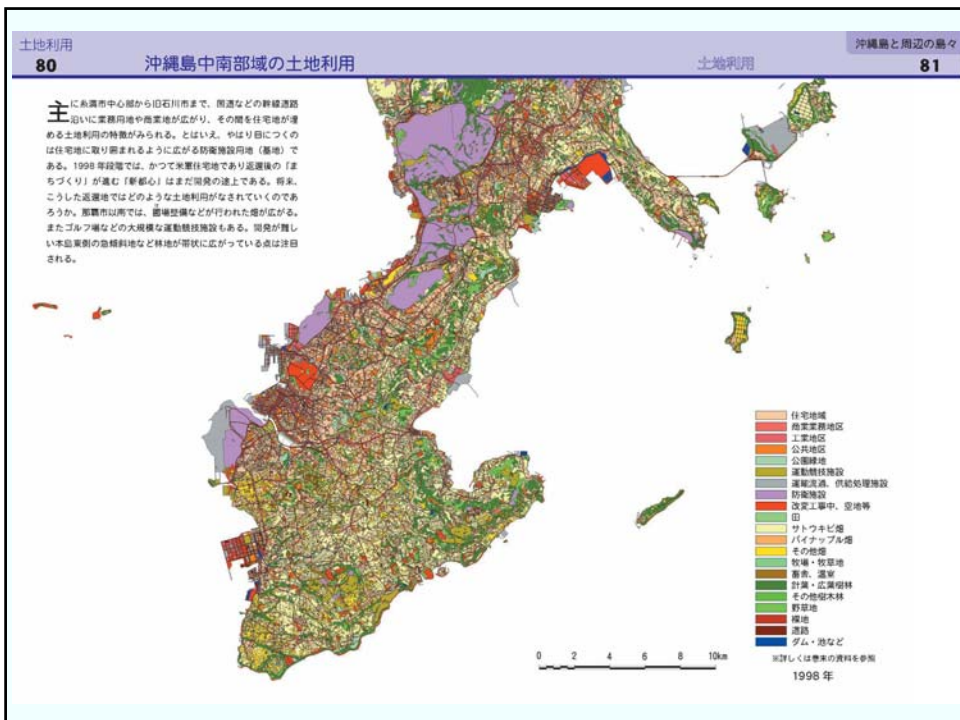 土地利用
80
沖縄島中南部域の土地利用
土地利用
沖縄島と周辺の島々
81
主に糸満市中心部から旧石川市まで、国道などの幹線道路
沿いに業務用地や商業地が広がり、その間を住宅地が埋
める土地利用の特徴がみられる。とはいえ、やはり目につくの
は住宅地に取り囲まれるように広がる防衛施設用地(基地)で
ある。1998年段階では、かつて米軍住宅地であり返還後の「ま
ちづくり」が進む「新都心」はまだ開発の途上である。将来、
こうした返還地ではどのような土地利用がなされていくのであ
ろうか。那覇市以南では、圃場整備などが行われた畑が広がる。
またゴルフ場などの大規模な運動競技施設もある。開発が難し
い本島東側の急傾斜地など林地が帯状に広がっている点は注目
される。
住宅地域
商業業務地区
工業地区
公共地区
公園緑地
運動競技施設
運輸流通、供給処理施設
防衛施設
改変工事中、空地等
田
サトウキビ畑
パイナップル畑
その他畑
牧場・牧草地
畜舎、温室
針葉・広葉樹林
その他樹木林
野草地
裸地
道路
ダム・池など
0 2 4 6 8 10km
※詳しくは巻末の資料を参照
1998 年